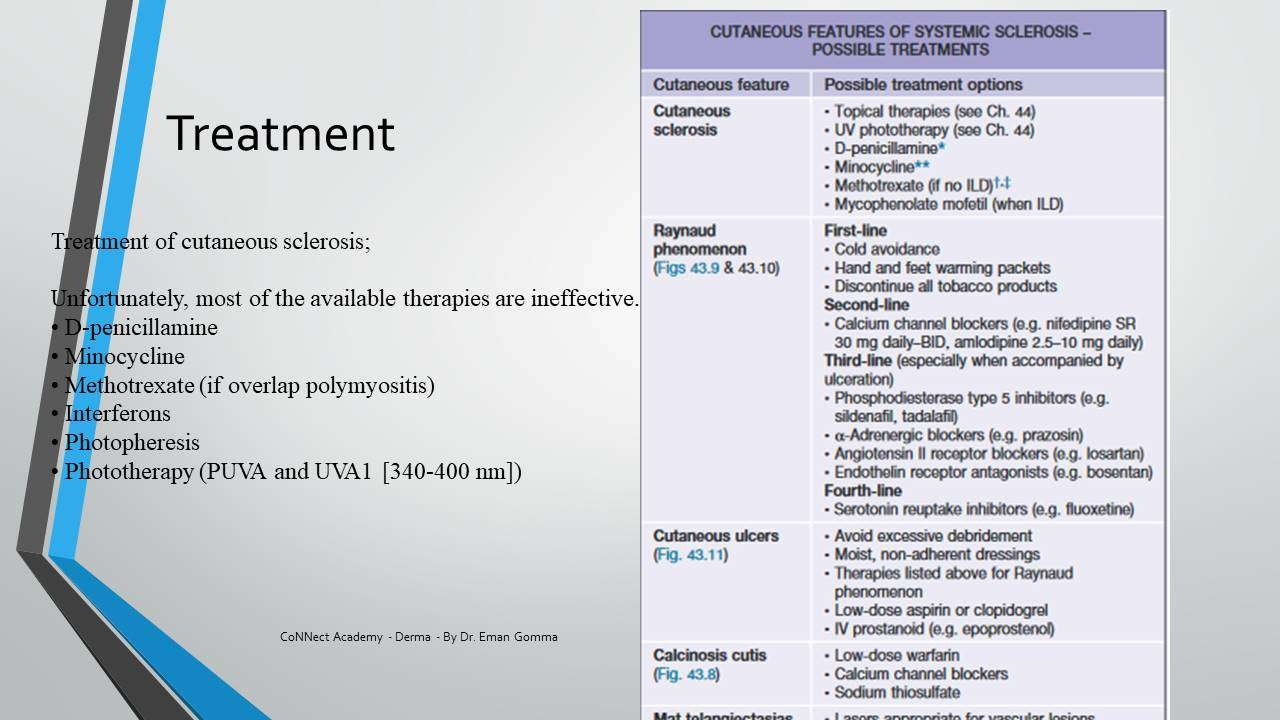 Treatment
Treatment of cutaneous sclerosis;
Unfortunately, most of the available therapies are ineffective.
• D-penicillamine
• Minocycline
• Methotrexate (if overlap polymyositis)
• Interferons
• Photopheresis
• Phototherapy (PUVA and UVA1 [340-400 nm])
CoNNect Academy - Derma - By Dr. Eman Gomma
CUTANEOUS FEATURES OF SYSTEMIC SCLEROSIS –
POSSIBLE TREATMENTS
Cutaneous feature
Possible treatment options
Cutaneous
sclerosis
• Topical therapies (see Ch. 44)
• UV phototherapy (see Ch. 44)
• D-penicillamine*
• Minocycline**
• Methotrexate (if no ILD)†,‡
• Mycophenolate mofetil (when ILD)
Raynaud
phenomenon
(Figs 43.9 & 43.10)
First-line
• Cold avoidance
• Hand and feet warming packets
• Discontinue all tobacco products
Second-line
• Calcium channel blockers (e.g. nifedipine SR
30 mg daily–BID, amlodipine 2.5–10 mg daily)
Third-line (especially when accompanied by
ulceration)
• Phosphodiesterase type 5 inhibitors (e.g.
sildenafil, tadalafil)
• α-Adrenergic blockers (e.g. prazosin)
• Angiotensin II receptor blockers (e.g. losartan)
• Endothelin receptor antagonists (e.g. bosentan)
Fourth-line
• Serotonin reuptake inhibitors (e.g. fluoxetine)
Cutaneous ulcers
(Fig. 43.11)
• Avoid excessive debridement
• Moist, non-adherent dressings
• Therapies listed above for Raynaud
phenomenon
• Low-dose aspirin or clopidogrel
• IV prostanoid (e.g. epoprostenol)
Calcinosis cutis
(Fig. 43.8)
• Low-dose warfarin
• Calcium channel blockers
• Sodium thiosulfate
Mat telangiectasias
• Lasers appropriate for vascular lesions